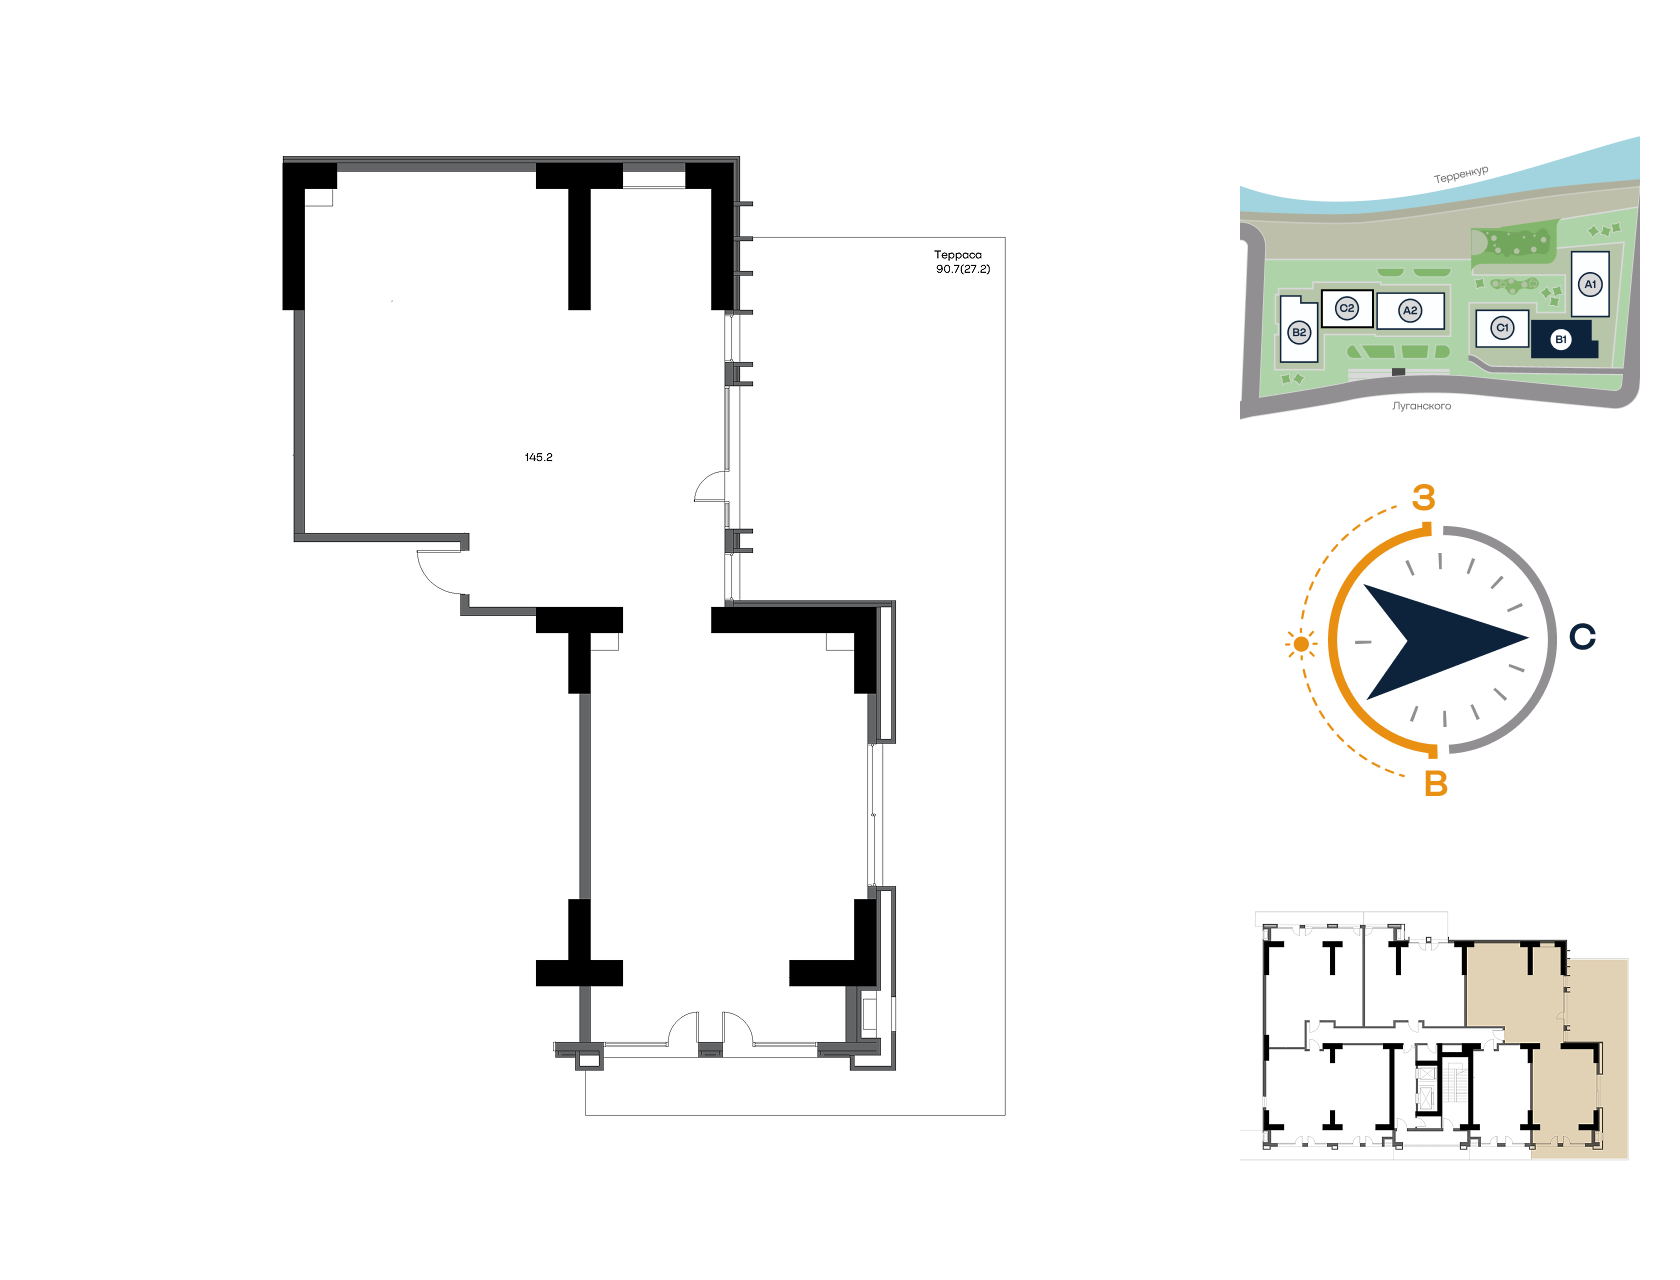 Терраса
90.7(27.2)
145.2
Терренкур
A1
C2
A2
B2
C1
B1
Луганского
З
С
В